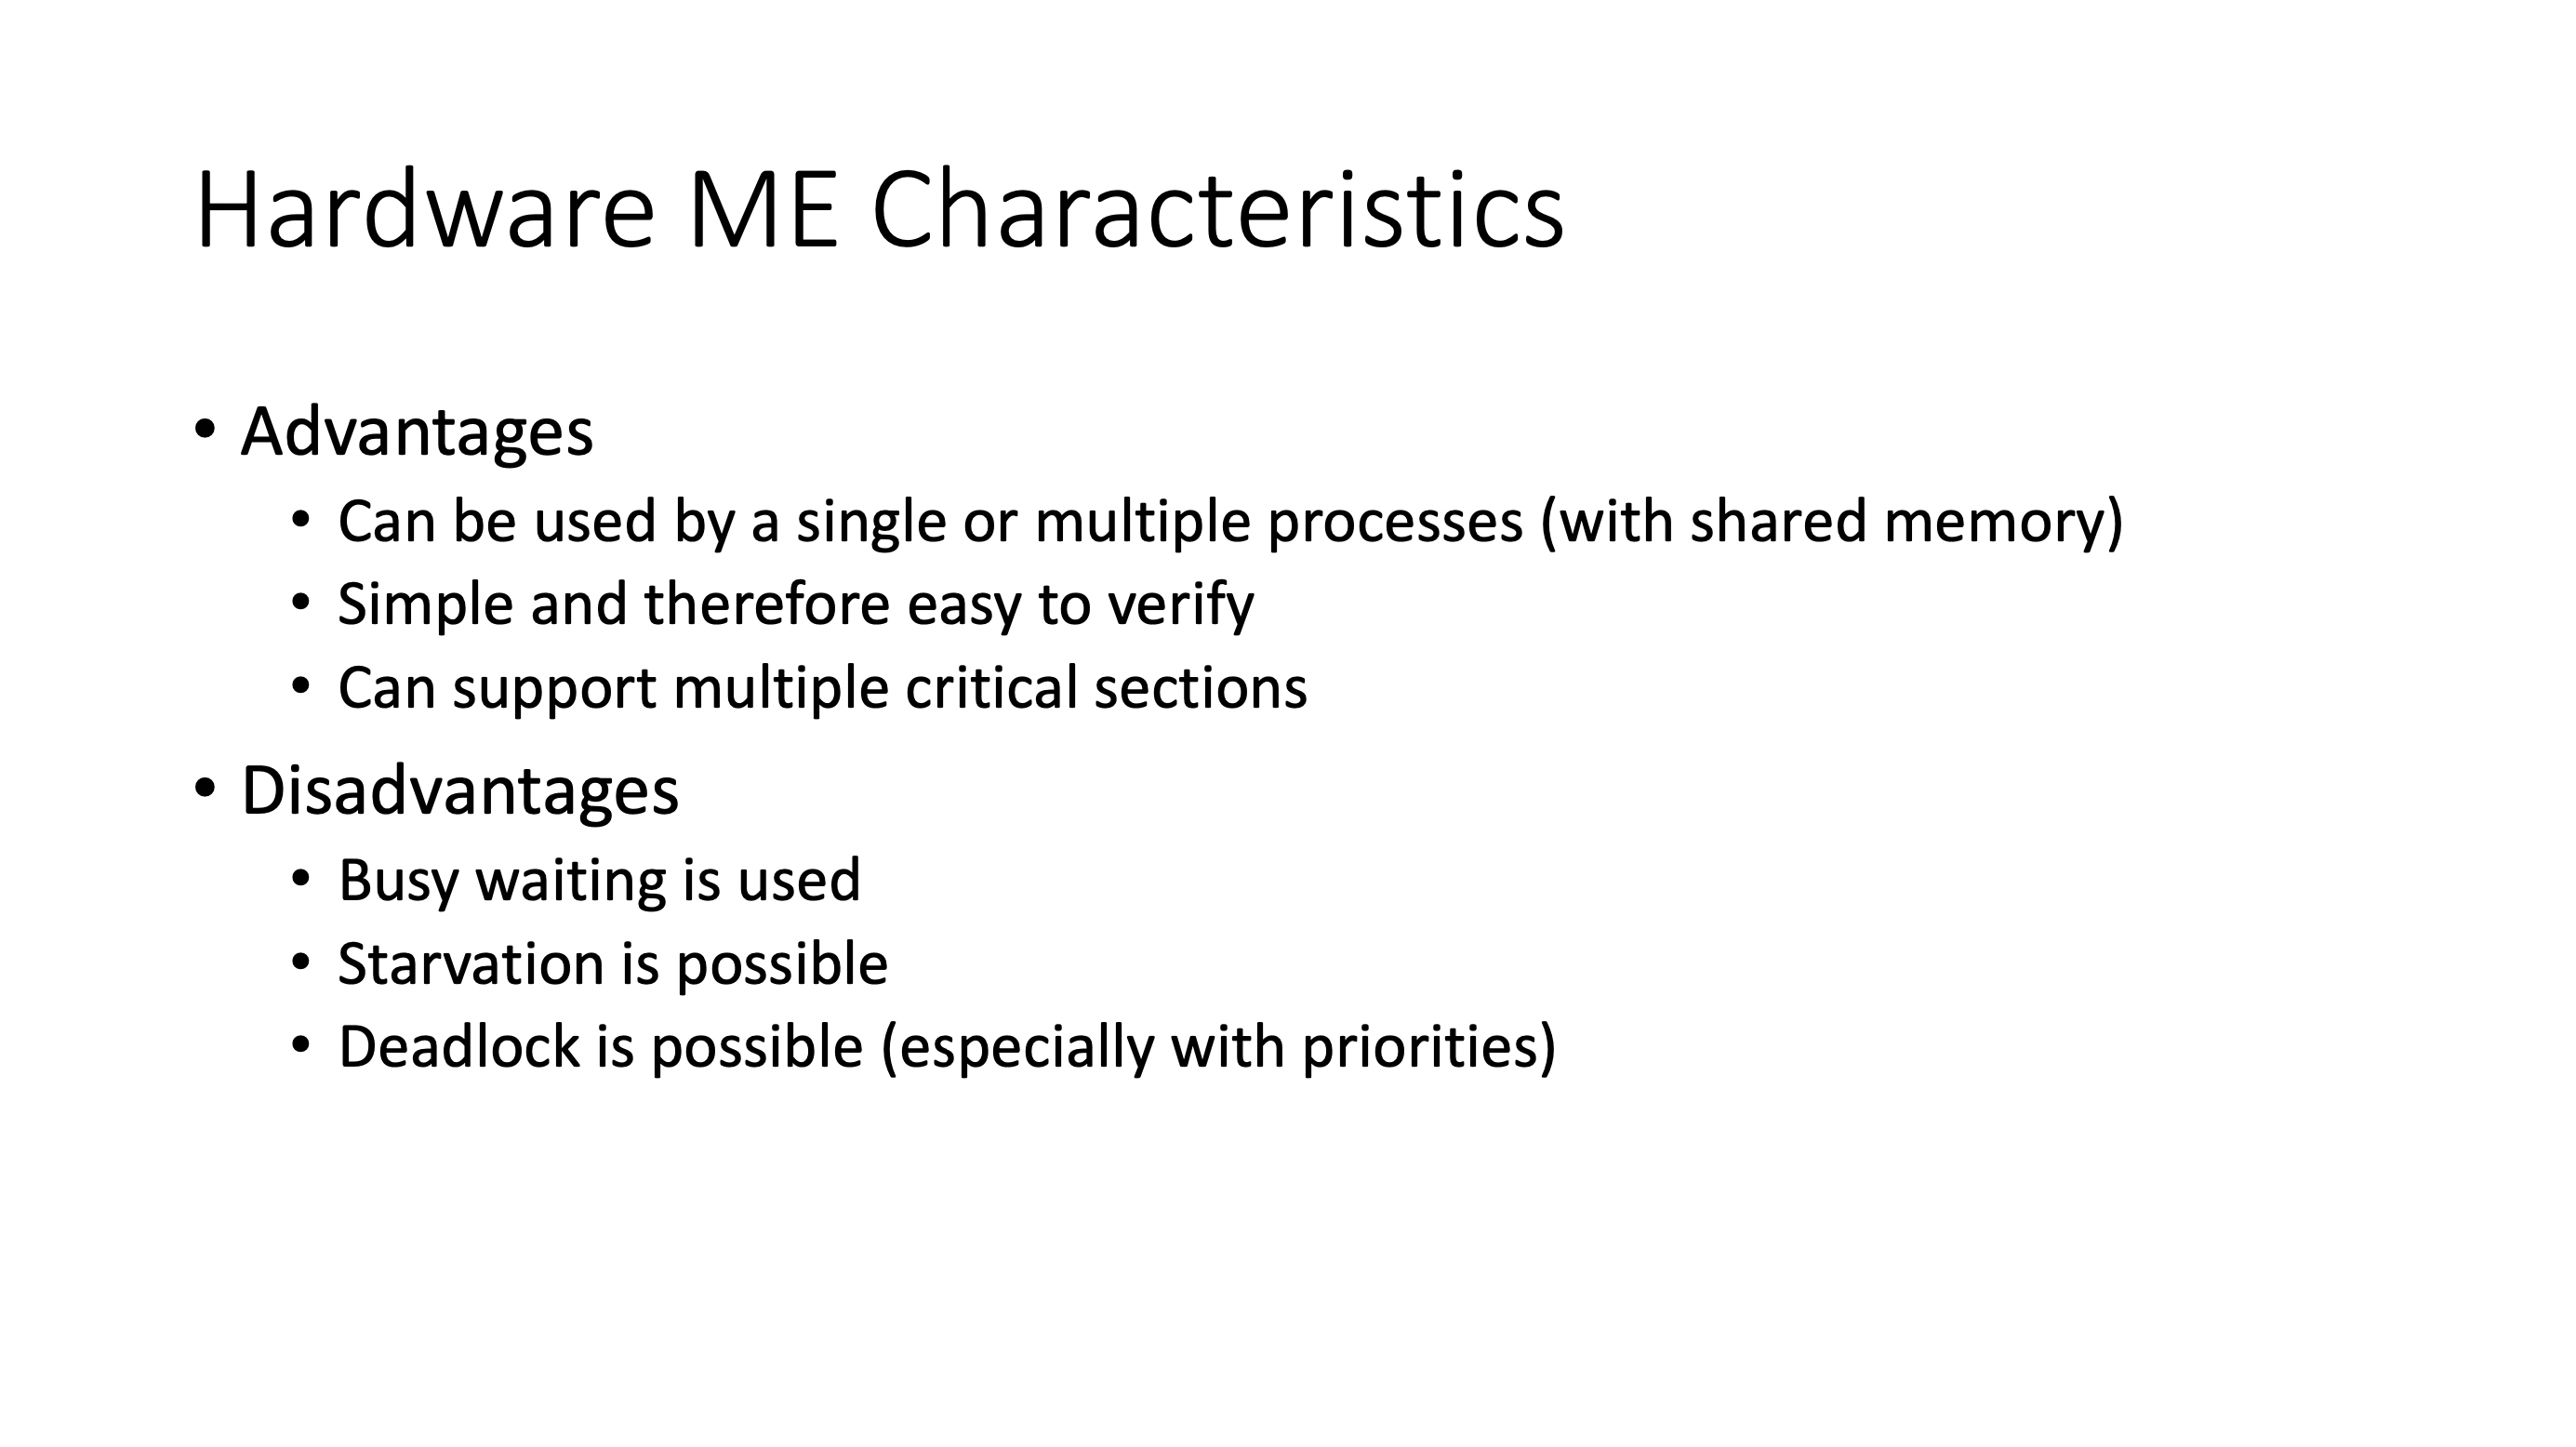 Hardware ME Characteristics
• Advantages
• Can be used by a single or multiple processes (with shared memory)
• Simple and therefore easy to verify
• Can support multiple critical sections
• Disadvantages
• Busy waiting is used
• Starvation is possible
• Deadlock is possible (especially with priorities)